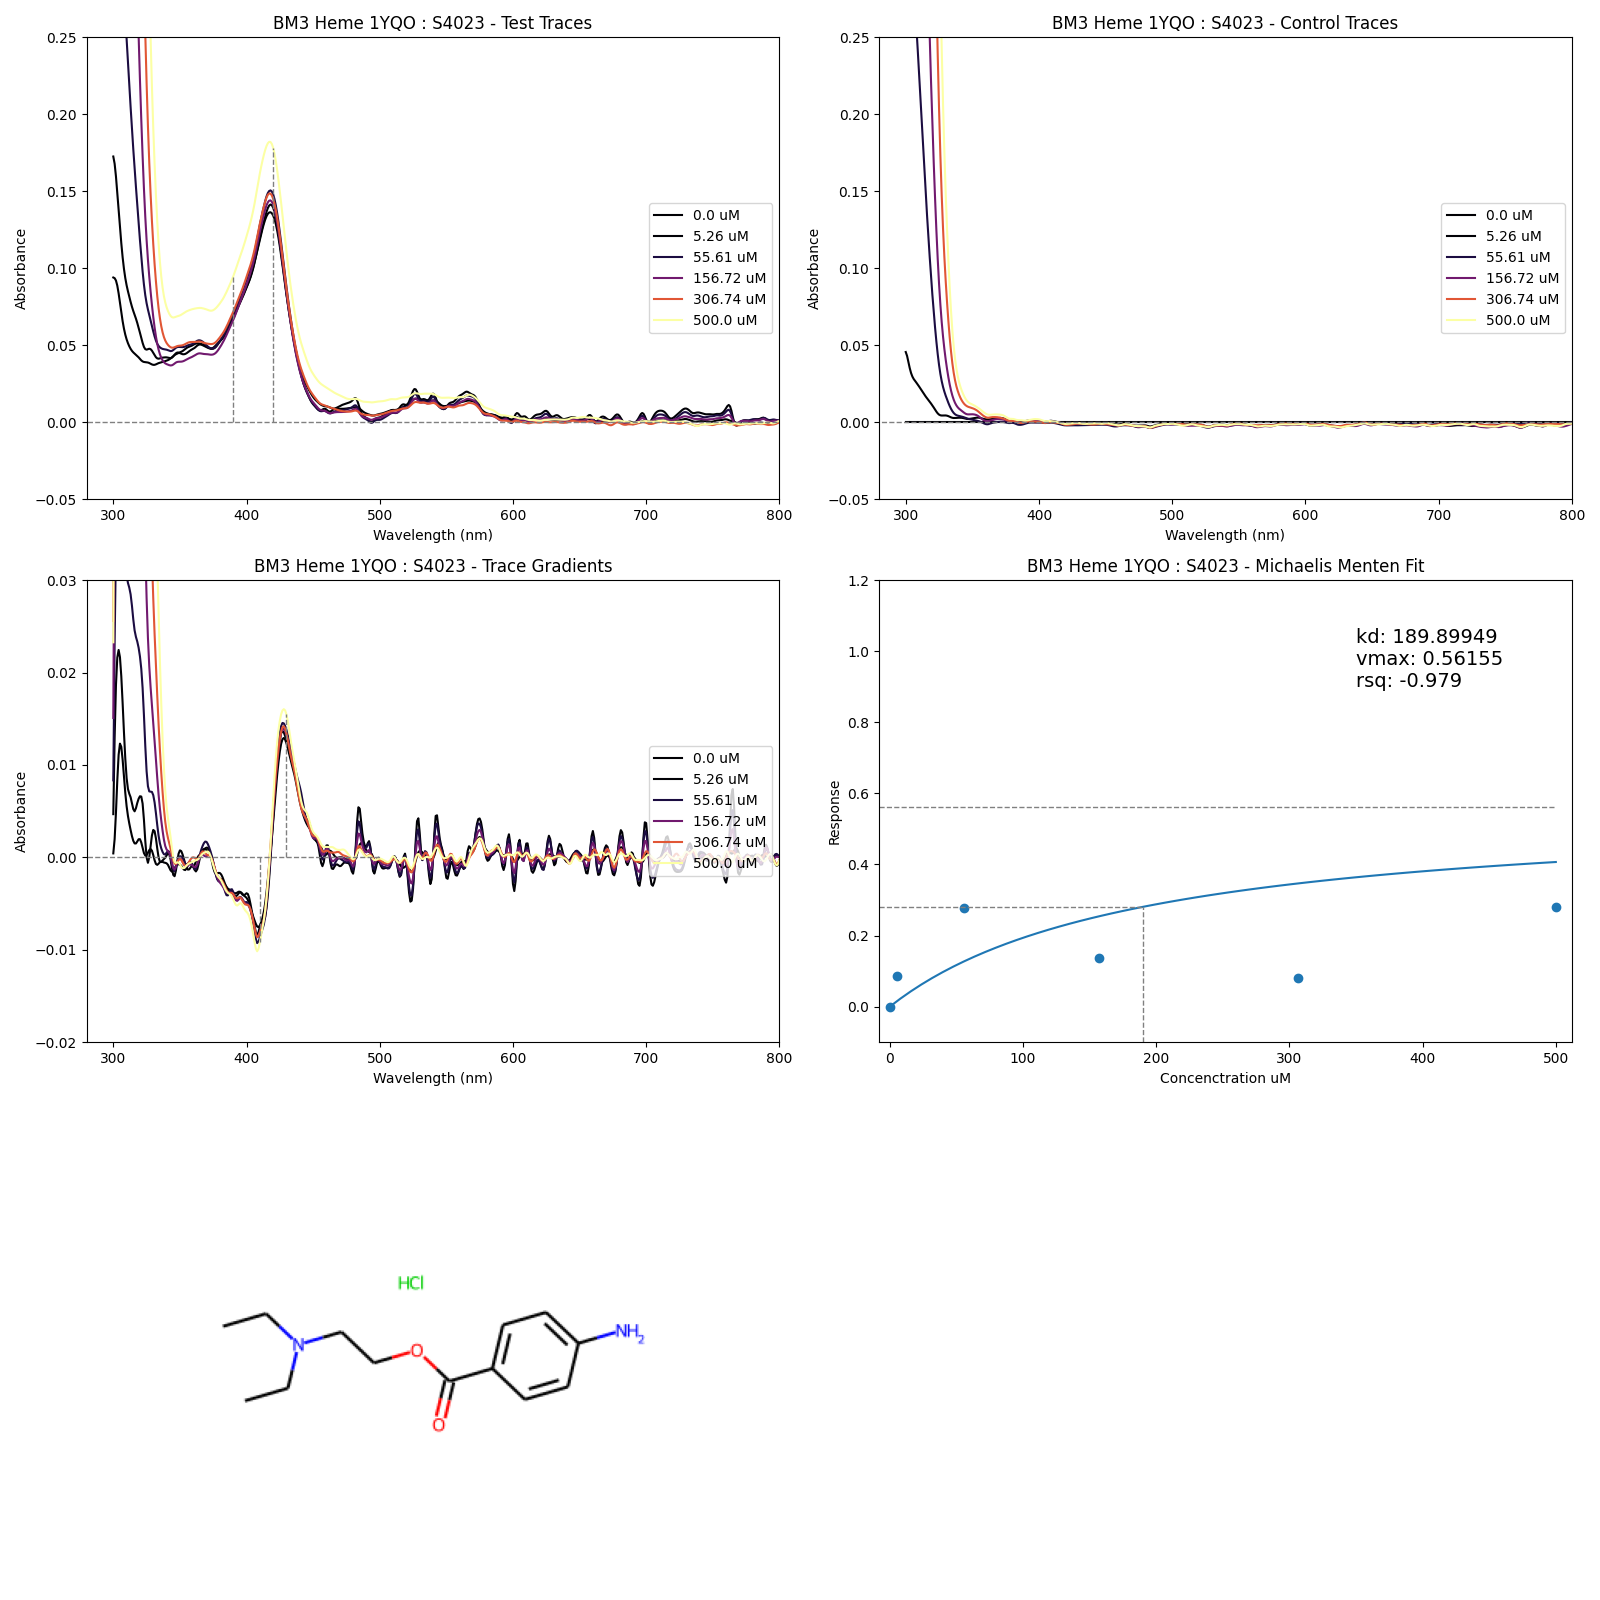 BM3 Heme 1YQO : S4023 - Test Traces
0.25
0.20
0.15
0.10
0.05
0.00
−0.05
Absorbance
300 400 500 600 700 800
Wavelength (nm)
0.0 uM
5.26 uM
55.61 uM
156.72 uM
306.74 uM
500.0 uM
BM3 Heme 1YQO : S4023 - Control Traces
0.25
0.20
0.15
0.10
0.05
0.00
−0.05
Absorbance
300 400 500 600 700 800
Wavelength (nm)
0.0 uM
5.26 uM
55.61 uM
156.72 uM
306.74 uM
500.0 uM
BM3 Heme 1YQO : S4023 - Trace Gradients
0.03
0.02
0.01
0.00
−0.01
−0.02
Absorbance
300 400 500 600 700 800
Wavelength (nm)
0.0 uM
5.26 uM
55.61 uM
156.72 uM
306.74 uM
500.0 uM
BM3 Heme 1YQO : S4023 - Michaelis Menten Fit
1.2
1.0
0.8
0.6
0.4
0.2
0.0
Response
kd: 189.89949
vmax: 0.56155
rsq: -0.979
0 100 200 300 400 500
Concenctration uM
HCl
N
O
O
NH2